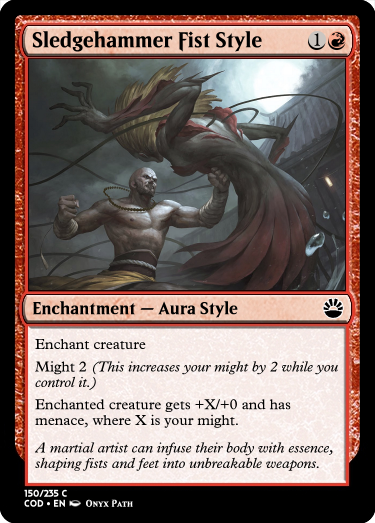 Sledgehammer Fist Style 1
Enchantment — Aura Style
Enchant creature
Might 2 (This increases your might by 2 while you
control it.)
Enchanted creature gets +X/+0 and has
menace, where X is your might.
A martial artist can infuse their body with essence,
shaping fists and feet into unbreakable weapons.
150/235 C
COD • EN Onyx Path